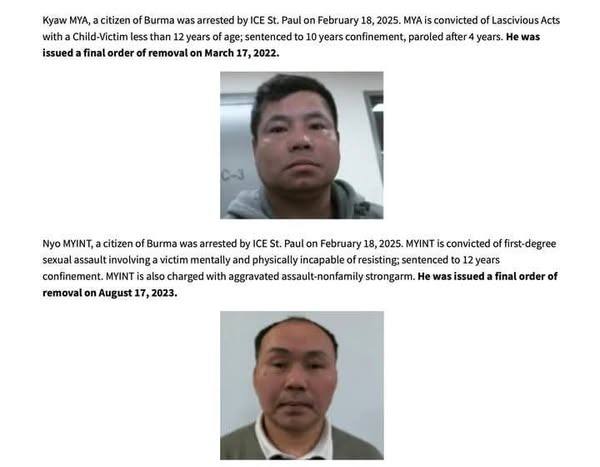 Kyaw MYA, a citizen of Burma was arrested by ICE St. Paul on February 18, 2025. MYA is convicted of Lascivious Acts
with a Child-Victim less than 12 years of age; sentenced to 10 years confinement, paroled after 4 years. He was
issued a final order of removal on March 17, 2022.
C-3
Nyo MYINT, a citizen of Burma was arrested by ICE St. Paul on February 18, 2025. MYINT is convicted of first-degree
sexual assault involving a victim mentally and physically incapable of resisting; sentenced to 12 years
confinement. MYINT is also charged with aggravated assault-nonfamily strongarm. He was issued a final order of
removal on August 17, 2023.